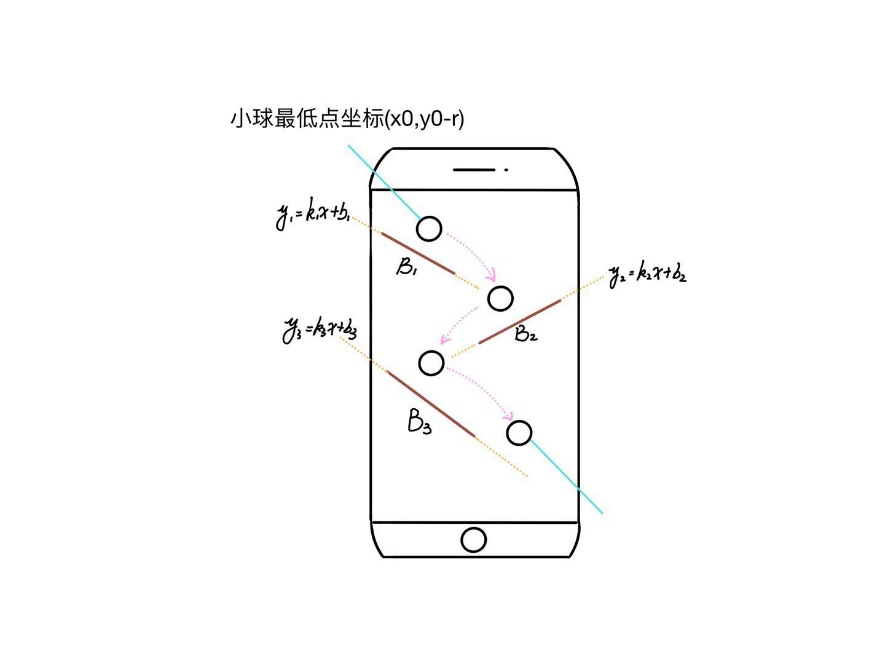 小球最低点坐标(x0,y0-r)
y₁=k₁x+b₁
B₁
y₂=k₂x+b₂
B₂
y₃=k₃x+b₃
B₃